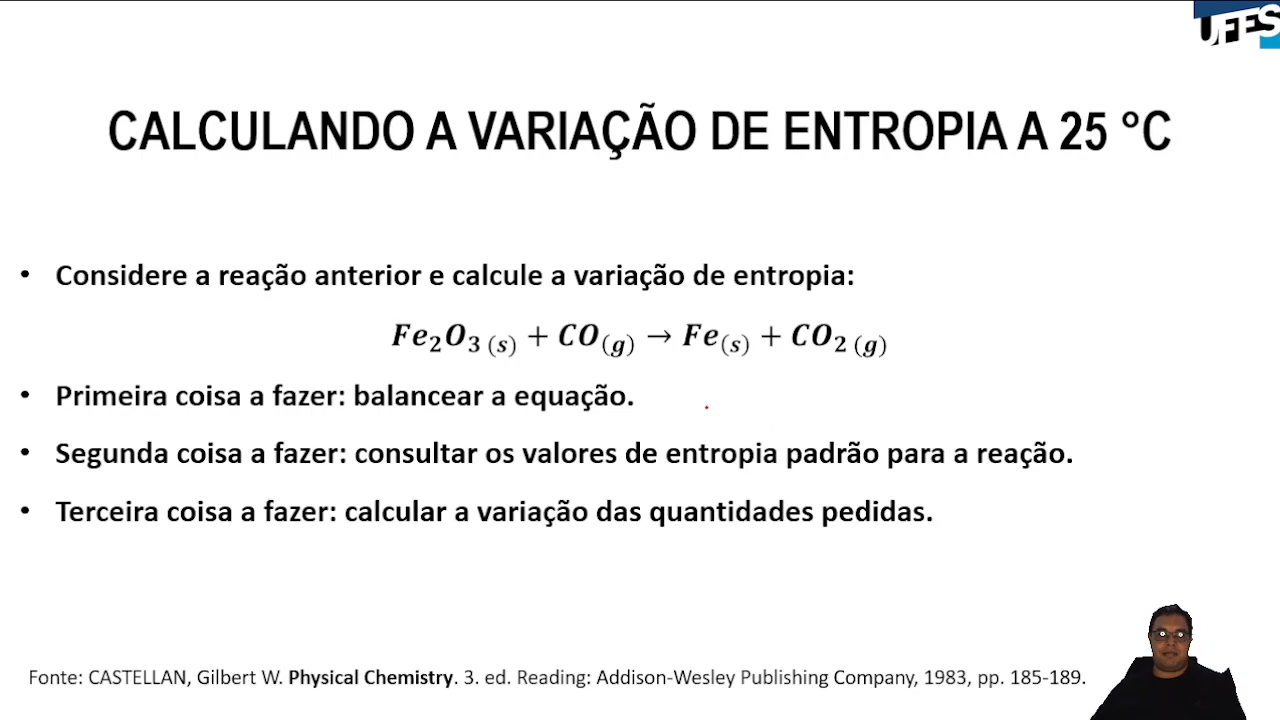 UFES
CALCULANDO A VARIAÇÃO DE ENTROPIA A 25 °C
• Considere a reação anterior e calcule a variação de entropia:
Fe₂O₃ (s) + CO(g) → Fe(s) + CO₂ (g)
• Primeira coisa a fazer: balancear a equação.
• Segunda coisa a fazer: consultar os valores de entropia padrão para a reação.
• Terceira coisa a fazer: calcular a variação das quantidades pedidas.
Fonte: CASTELLAN, Gilbert W. Physical Chemistry. 3. ed. Reading: Addison-Wesley Publishing Company, 1983, pp. 185-189.